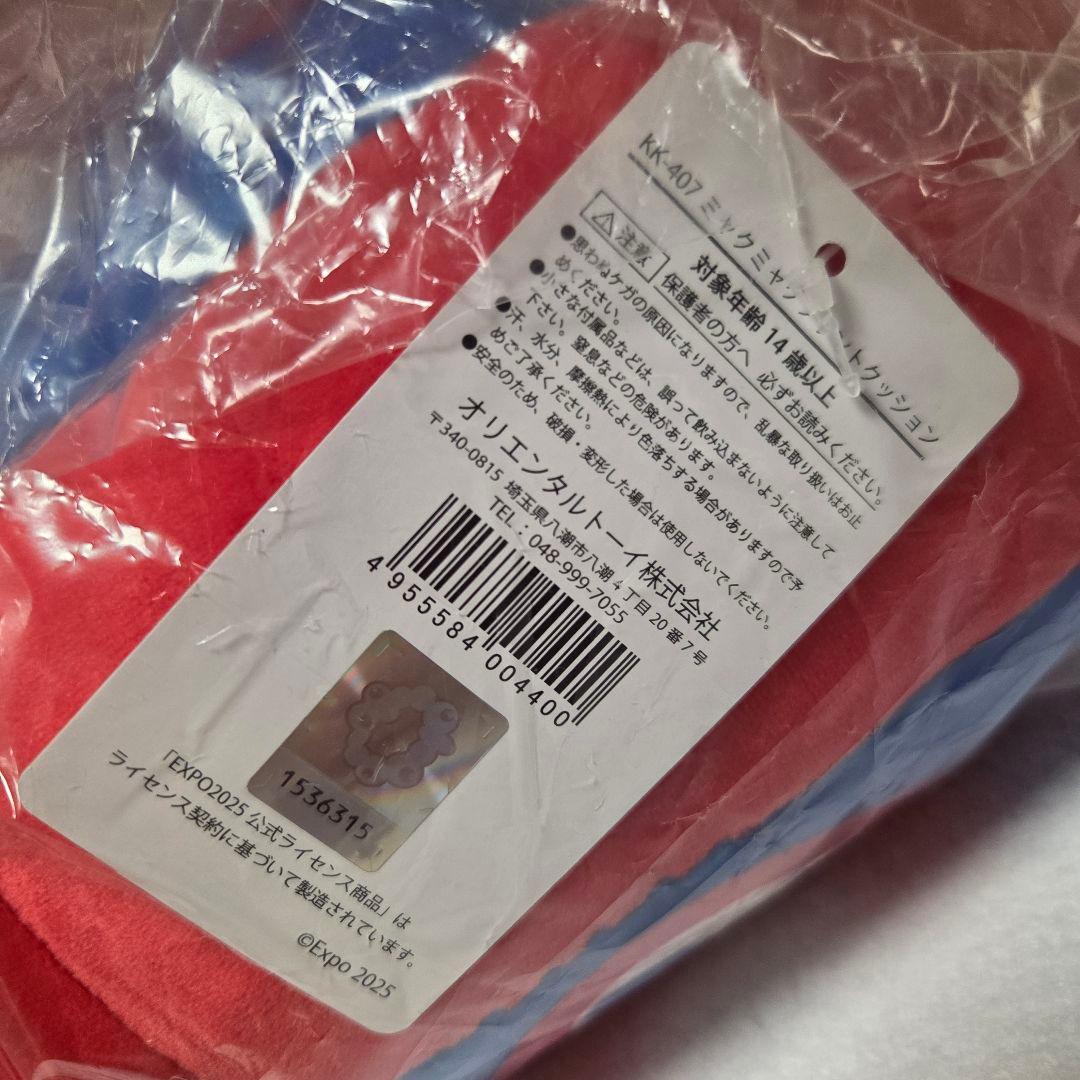 KK-407 ミャクミャク プリントクッション
対象年齢 14 歳以上
注意 保護者の方へ 必ずお読みください。
●思わぬケガの原因になりますので、乱暴な取り扱いはお止
めください。
●小さな付属品などは、誤って飲み込まないように注意して
下さい。窒息などの危険があります。
●汗、水分、摩擦熱により色落ちする場合がありますので予
めご了承ください。
●安全のため、破損・変形した場合は使用しないでください。
オリエンタルトーイ株式会社
〒340-0815 埼玉県八潮市八潮 4 丁目 20 番 7 号
TEL:048-999-7055
4 955584 004400
1536315
「EXPO2025 公式ライセンス商品」は
ライセンス契約に基づいて製造されています。
©Expo 2025